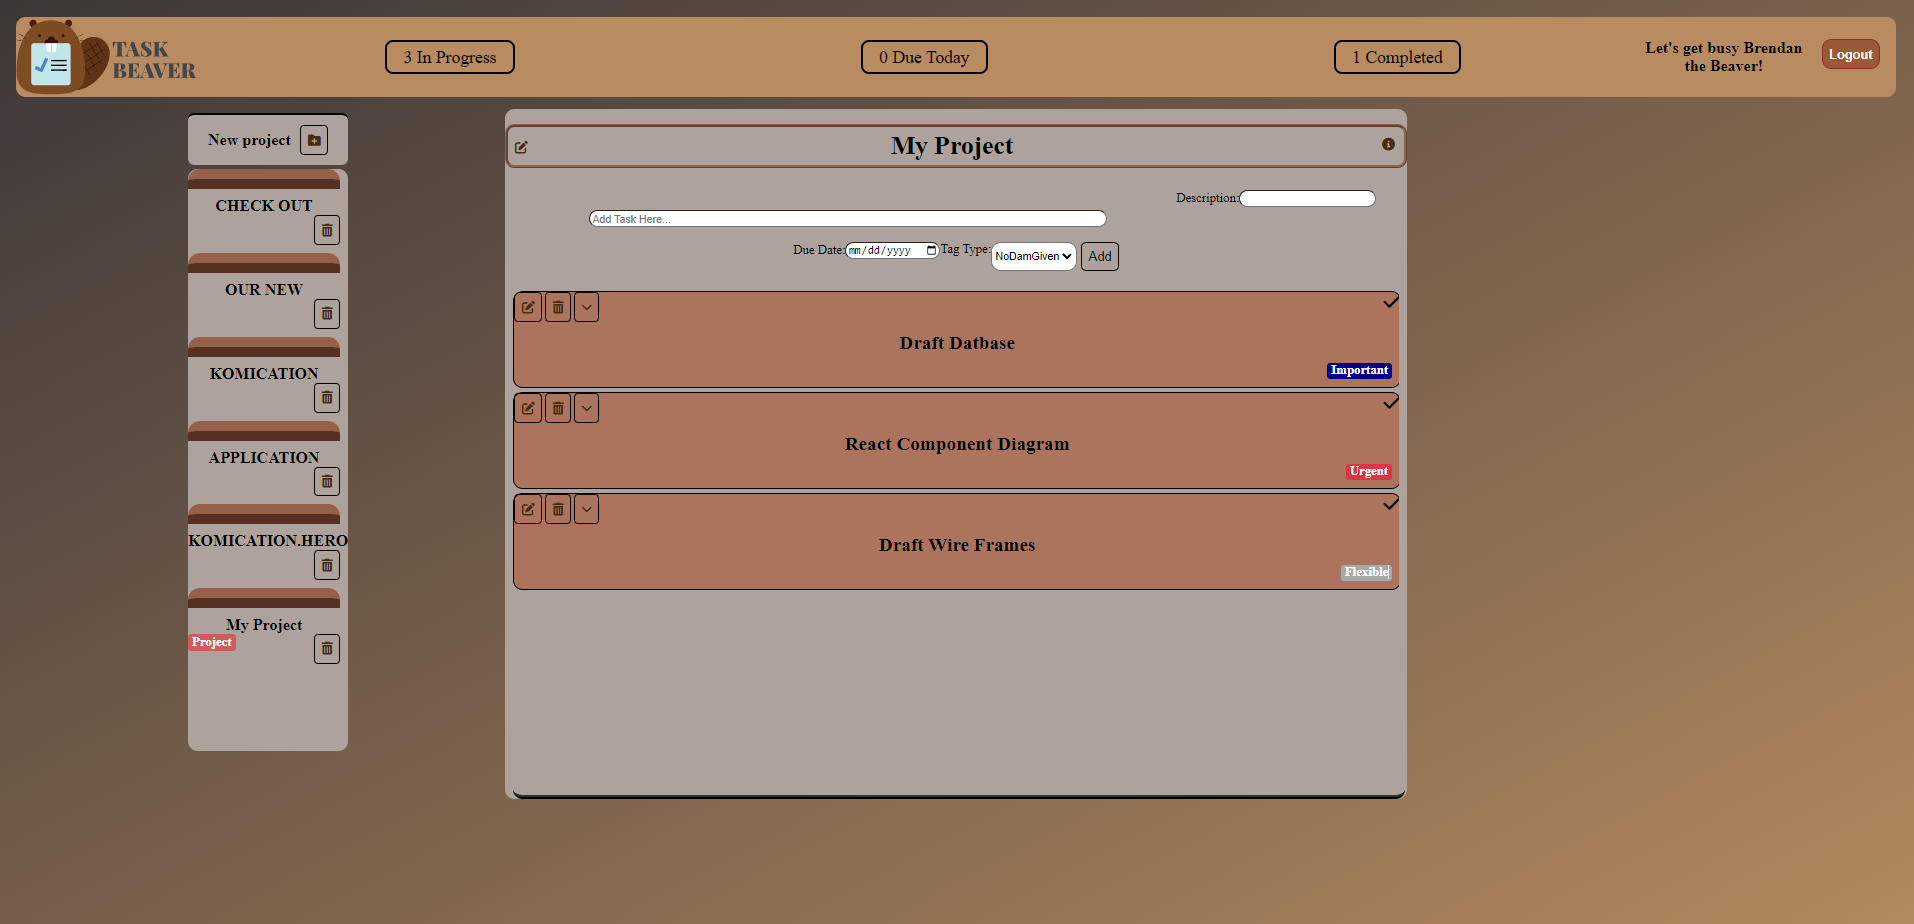 TASK
BEAVER
3 In Progress
0 Due Today
1 Completed
Let's get busy Brendan
the Beaver!
Logout
New project
CHECK OUT
OUR NEW
KOMICATION
APPLICATION
KOMICATION.HERO
My Project
Project
My Project
Description:
Add Task Here...
Due Date: mm/dd/yyyy Tag Type: NoDamGiven Add
Draft Datbase
Important
React Component Diagram
Urgent
Draft Wire Frames
Flexible